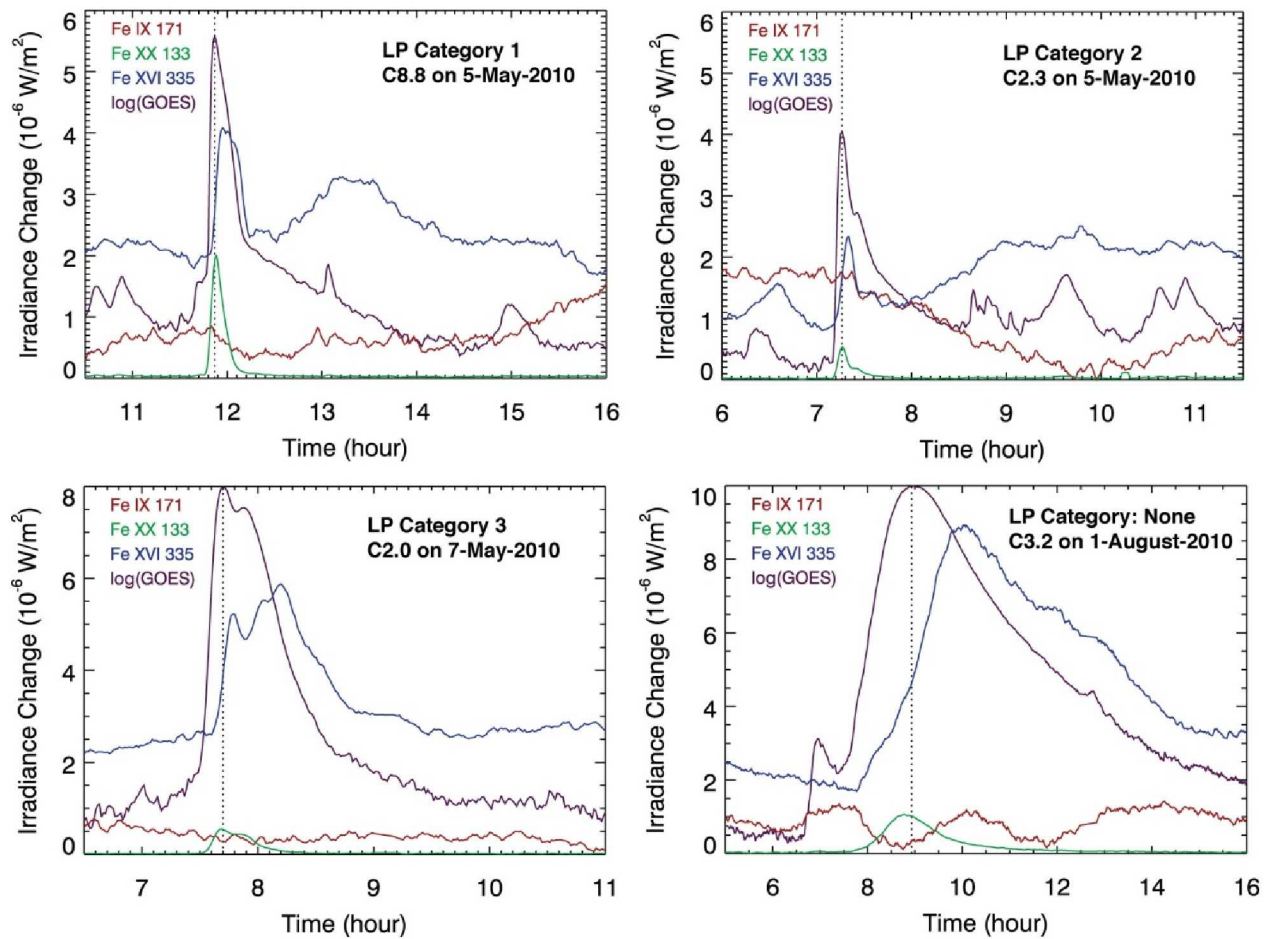 Fe IX 171
Fe XX 133
Fe XVI 335
log(GOES)
LP Category 1
C8.8 on 5-May-2010
Irradiance Change (10⁻⁶ W/m²)
6
5
4
3
2
1
0
11 12 13 14 15 16
Time (hour)
Fe IX 171
Fe XX 133
Fe XVI 335
log(GOES)
LP Category 2
C2.3 on 5-May-2010
Irradiance Change (10⁻⁶ W/m²)
6
5
4
3
2
1
0
6 7 8 9 10 11
Time (hour)
Fe IX 171
Fe XX 133
Fe XVI 335
log(GOES)
LP Category 3
C2.0 on 7-May-2010
Irradiance Change (10⁻⁶ W/m²)
8
6
4
2
0
7 8 9 10 11
Time (hour)
Fe IX 171
Fe XX 133
Fe XVI 335
log(GOES)
LP Category: None
C3.2 on 1-August-2010
Irradiance Change (10⁻⁶ W/m²)
10
8
6
4
2
0
6 8 10 12 14 16
Time (hour)